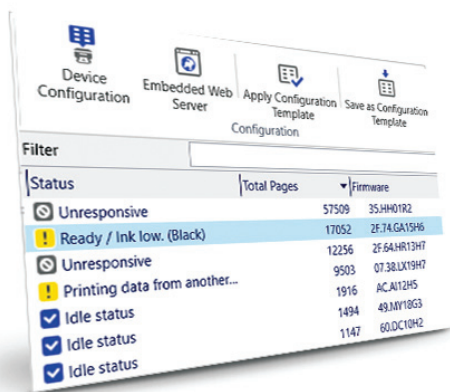 Device Configuration
Embedded Web Server
Apply Configuration Template
Save as Configuration Template
Configuration
Filter
Status Total Pages Firmware
Unresponsive 57509 35.HH01R2
Ready / Ink low. (Black) 17052 2F.74.GA15H6
Unresponsive 12256 2F.64.HR13H7
Printing data from another... 9503 07.38.LX19H7
Idle status 1916 AC.AI12H5
Idle status 1494 49.MY18G3
Idle status 1147 60.DC10H2